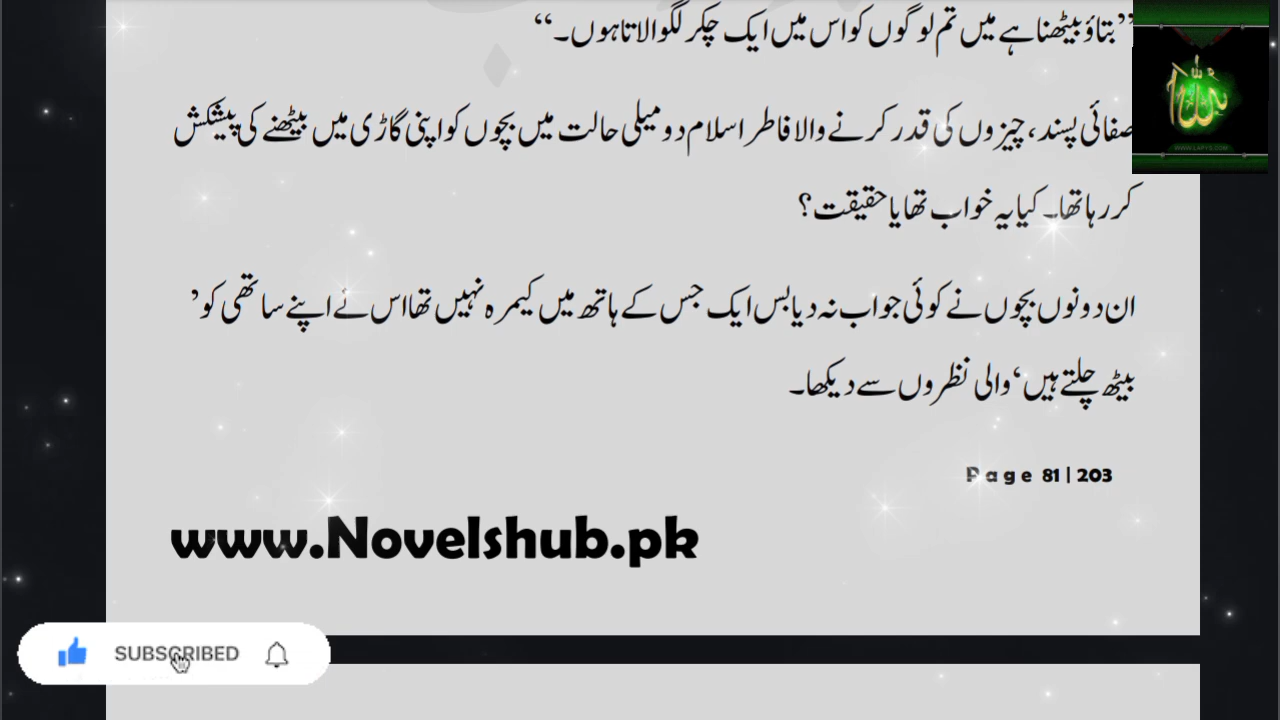 ”بتاؤ بیٹھنا ہے میں تم لوگوں کو اس میں ایک چکر لگوا لاتا ہوں۔“
صفائی پسند، چیزوں کی قدر کرنے والا فاطر اسلام دو میلی حالت میں بچوں کو اپنی گاڑی میں بیٹھنے کی پیشکش
کر رہا تھا۔ کیا یہ خواب تھا یا حقیقت؟
ان دونوں بچوں نے کوئی جواب نہ دیا بس ایک جس کے ہاتھ میں کیمرہ نہیں تھا اس نے اپنے ساتھی کو ’
بیٹھ چلتے ہیں‘ والی نظروں سے دیکھا۔
Page 81 | 203
www.Novelshub.pk
SUBSCRIBED
الله